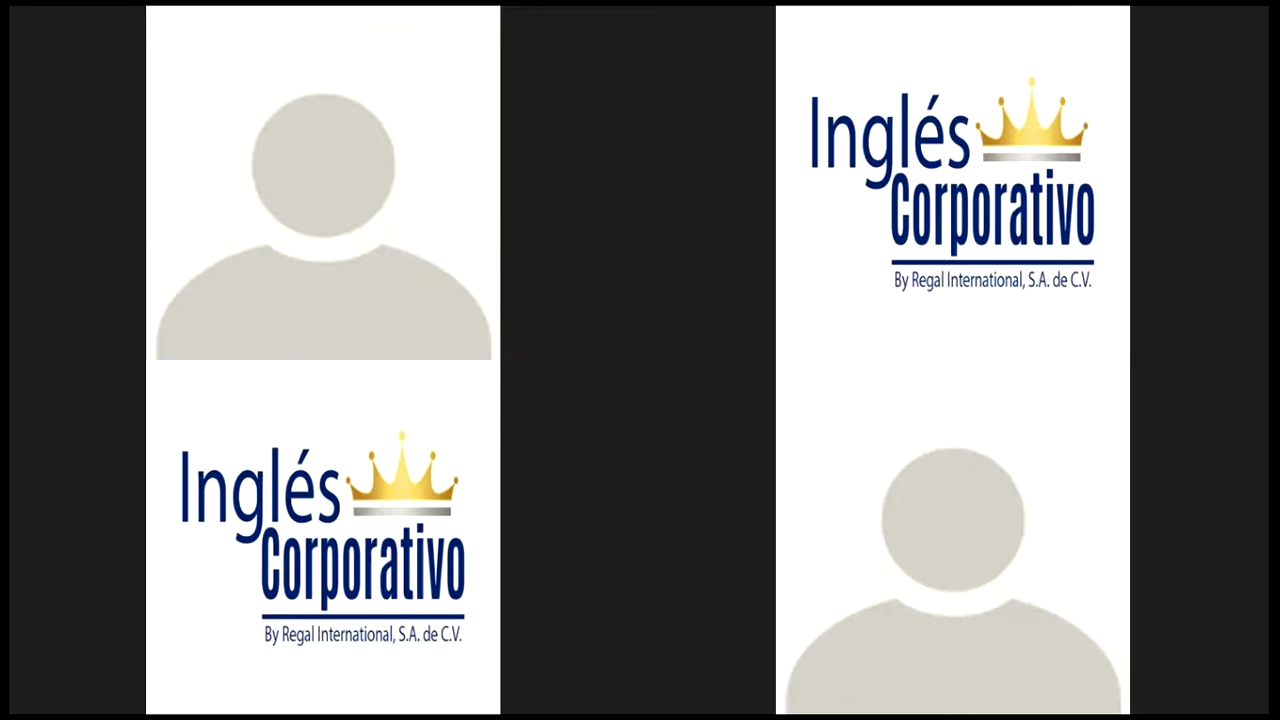 Inglés
Corporativo
By Regal International, S.A. de C.V.
Inglés
Corporativo
By Regal International, S.A. de C.V.